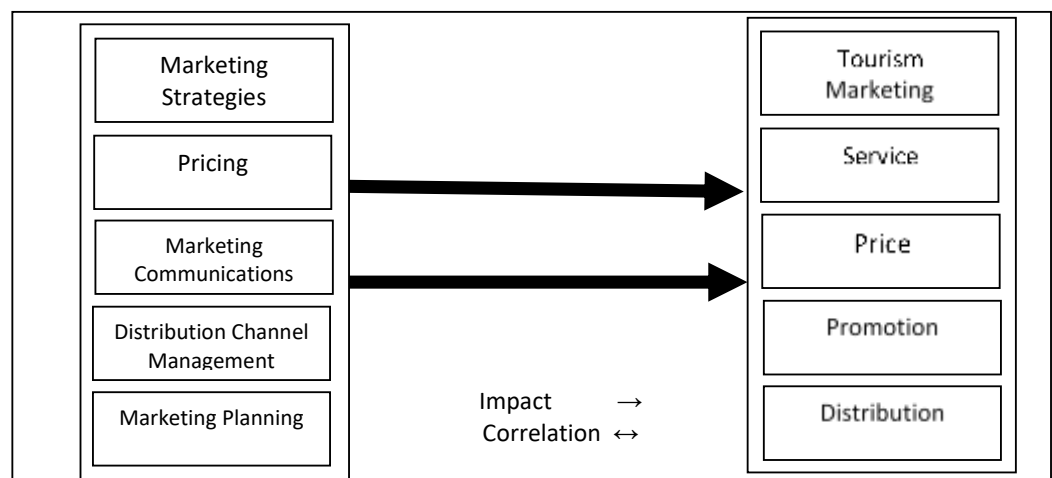 Marketing
Strategies
Pricing
Marketing
Communications
Distribution Channel
Management
Marketing Planning
Impact →
Correlation ↔
Tourism
Marketing
Service
Price
Promotion
Distribution